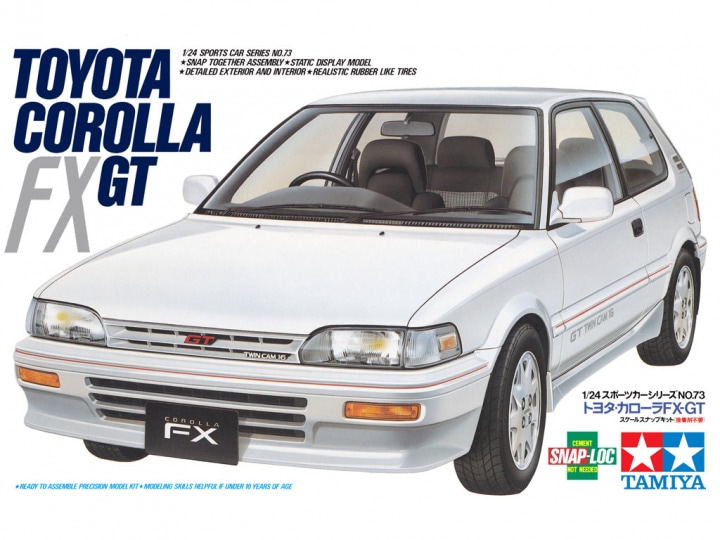 TOYOTA
COROLLA
FX GT
1/24 SPORTS CAR SERIES NO.73
★SNAP TOGETHER ASSEMBLY★STATIC DISPLAY MODEL
★DETAILED EXTERIOR AND INTERIOR★REALISTIC RUBBER LIKE TIRES
GT
TWIN CAM 16
GT TWIN CAM 16
COROLLA
FX
1/24スポーツカーシリーズNO.73
トヨタ・カローラFX-GT
スケールスナップキット(接着剤不要)
CEMENT
SNAP-LOC
NOT NEEDED
TAMIYA
★READY TO ASSEMBLE PRECISION MODEL KIT★MODELING SKILLS HELPFUL IF UNDER 10 YEARS OF AGE